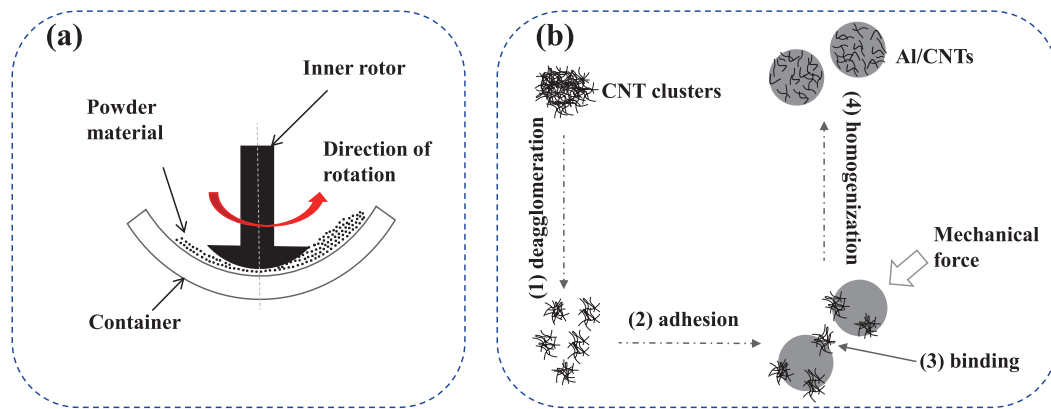 (a)
Inner rotor
Powder
material
Direction of
rotation
Container
(b)
CNT clusters
Al/CNTs
(1) deagglomeration
(2) adhesion
(3) binding
(4) homogenization
Mechanical
force